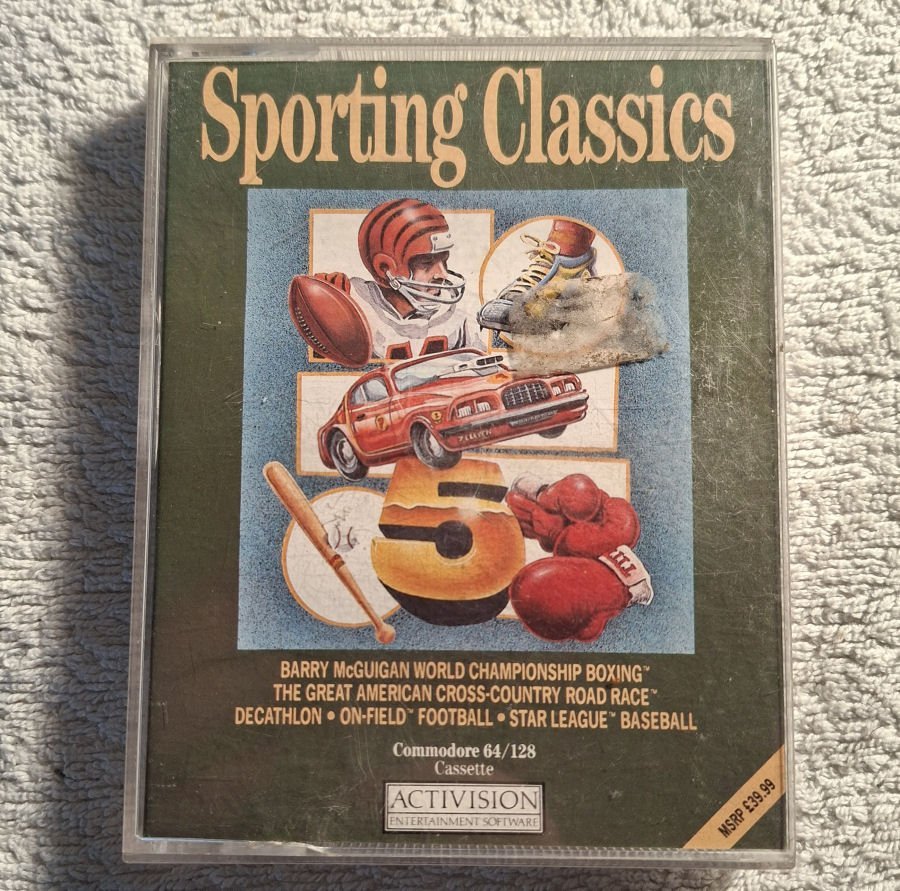 Sporting Classics
5
BARRY McGUIGAN WORLD CHAMPIONSHIP BOXING™
THE GREAT AMERICAN CROSS-COUNTRY ROAD RACE™
DECATHLON • ON-FIELD™ FOOTBALL • STAR LEAGUE™ BASEBALL
Commodore 64/128
Cassette
ACTIVISION
ENTERTAINMENT SOFTWARE
MSRP £39.99